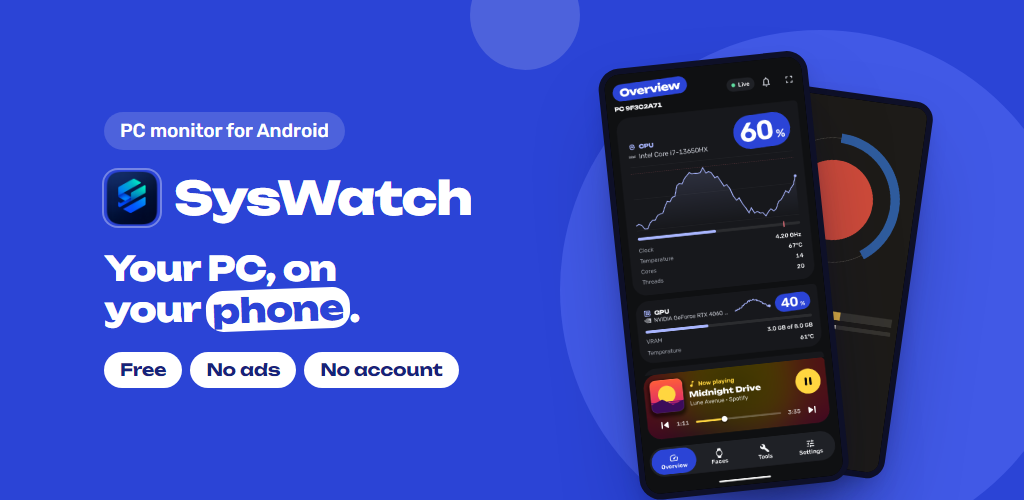 PC monitor for Android
SysWatch
Your PC, on
your phone.
Free No ads No account
Overview
Live
PC 9F3C2A71
CPU
Intel Core i7-13650HX
60 %
Clock 4.20 GHz
Temperature 67°C
Cores 14
Threads 20
GPU
NVIDIA GeForce RTX 4060 ...
40 %
VRAM 3.0 GB of 8.0 GB
Temperature 61°C
Now playing
Midnight Drive
Lune Avenue • Spotify
1:11 3:35
Overview Faces Tools Settings